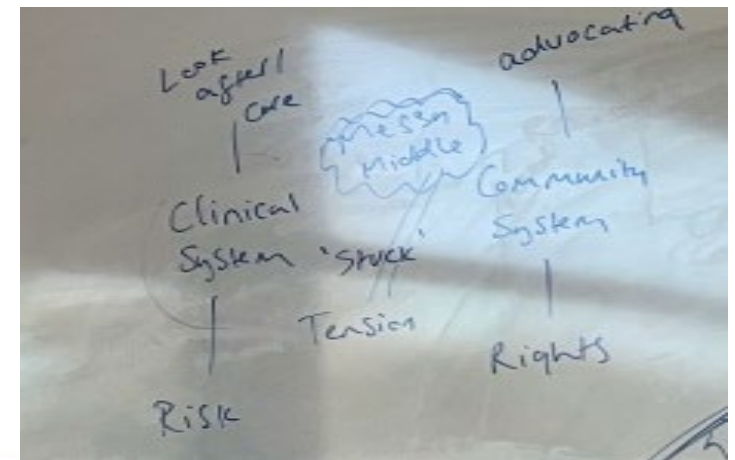 Look
after/
care
Clinical
System
Risk
Messy
Middle
'Stuck'
Tension
advocating
Community
System
Rights